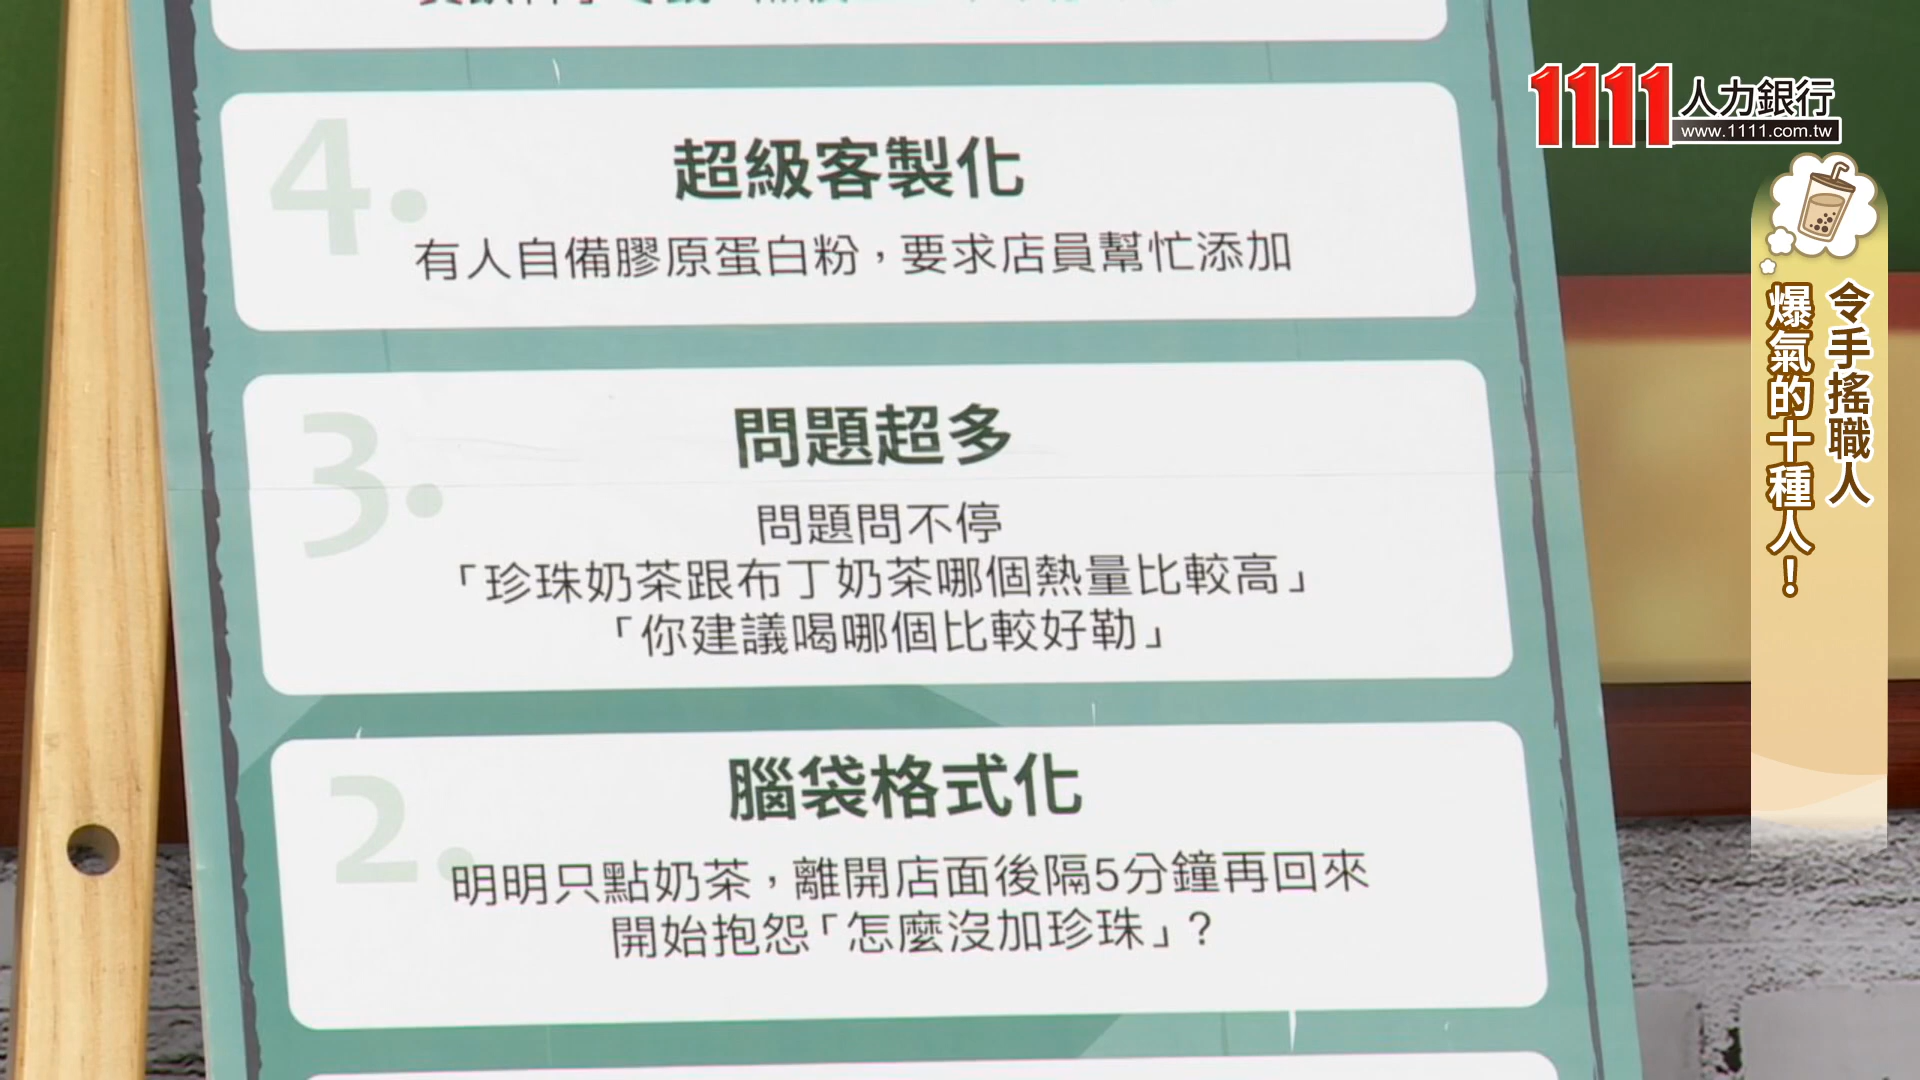 4.
超級客製化
有人自備膠原蛋白粉，要求店員幫忙添加
3.
問題超多
問題問不停
「珍珠奶茶跟布丁奶茶哪個熱量比較高」
「你建議喝哪個比較好勒」
2.
腦袋格式化
明明只點奶茶，離開店面後隔5分鐘再回來
開始抱怨「怎麼沒加珍珠」？
1111人力銀行
www.1111.com.tw
令手搖職人
爆氣的十種人！